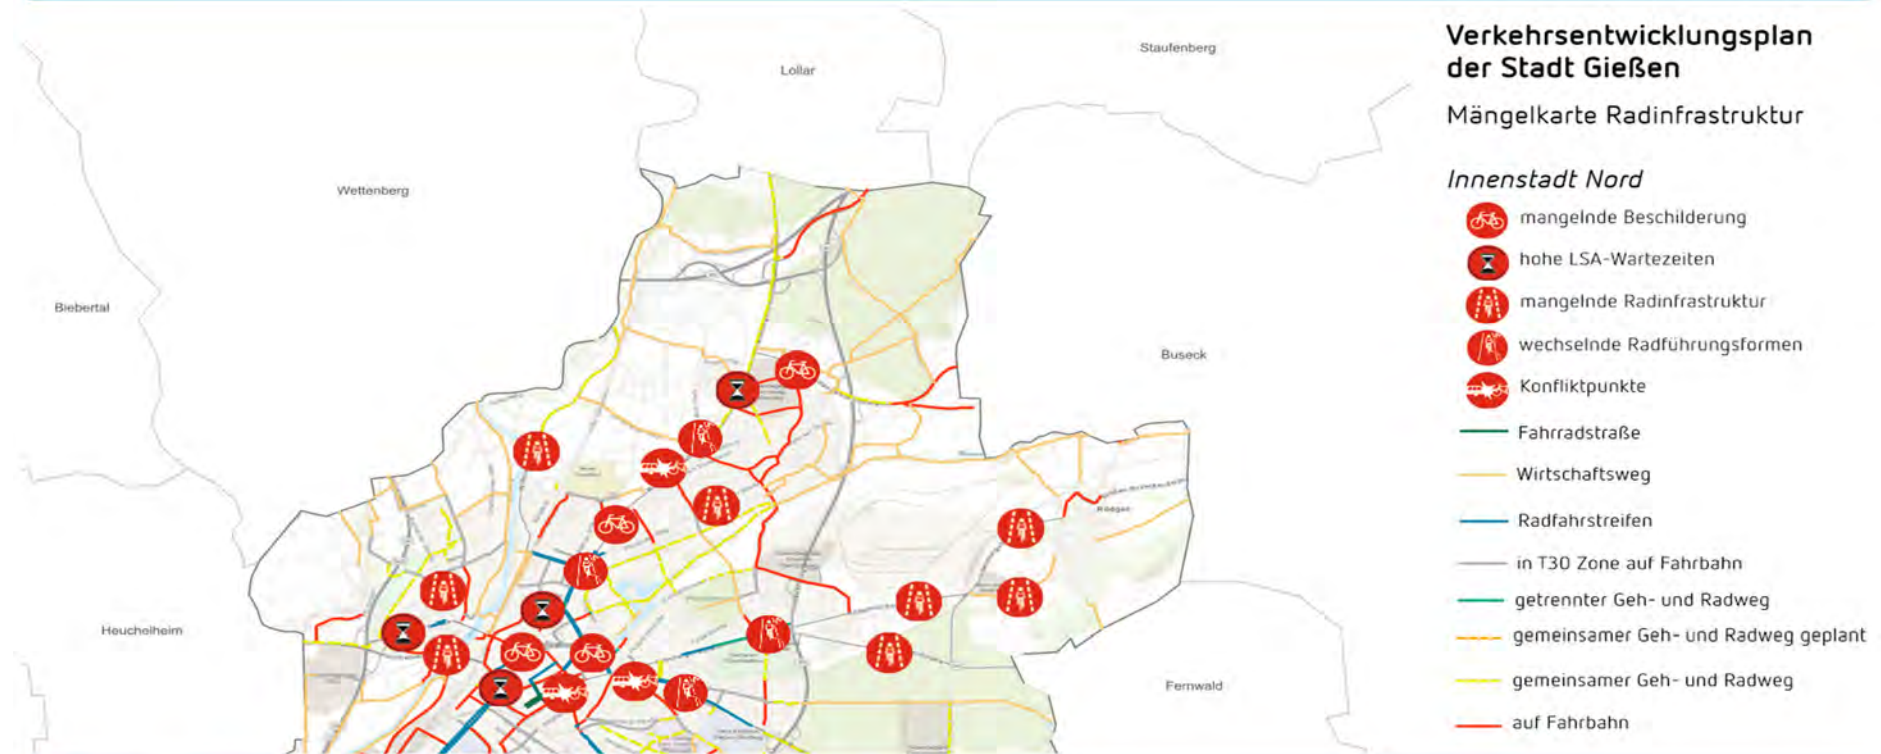 Verkehrsentwicklungsplan
der Stadt Gießen
Mängelkarte Radinfrastruktur
Innenstadt Nord
mangelnde Beschilderung
hohe LSA-Wartezeiten
mangelnde Radinfrastruktur
wechselnde Radführungsformen
Konfliktpunkte
Fahrradstraße
Wirtschaftsweg
Radfahrstreifen
in T30 Zone auf Fahrbahn
getrennter Geh- und Radweg
gemeinsamer Geh- und Radweg geplant
gemeinsamer Geh- und Radweg
auf Fahrbahn
Staufenberg
Lollar
Wettenberg
Biebertal
Buseck
Rödgen
Heuchelheim
Fernwald